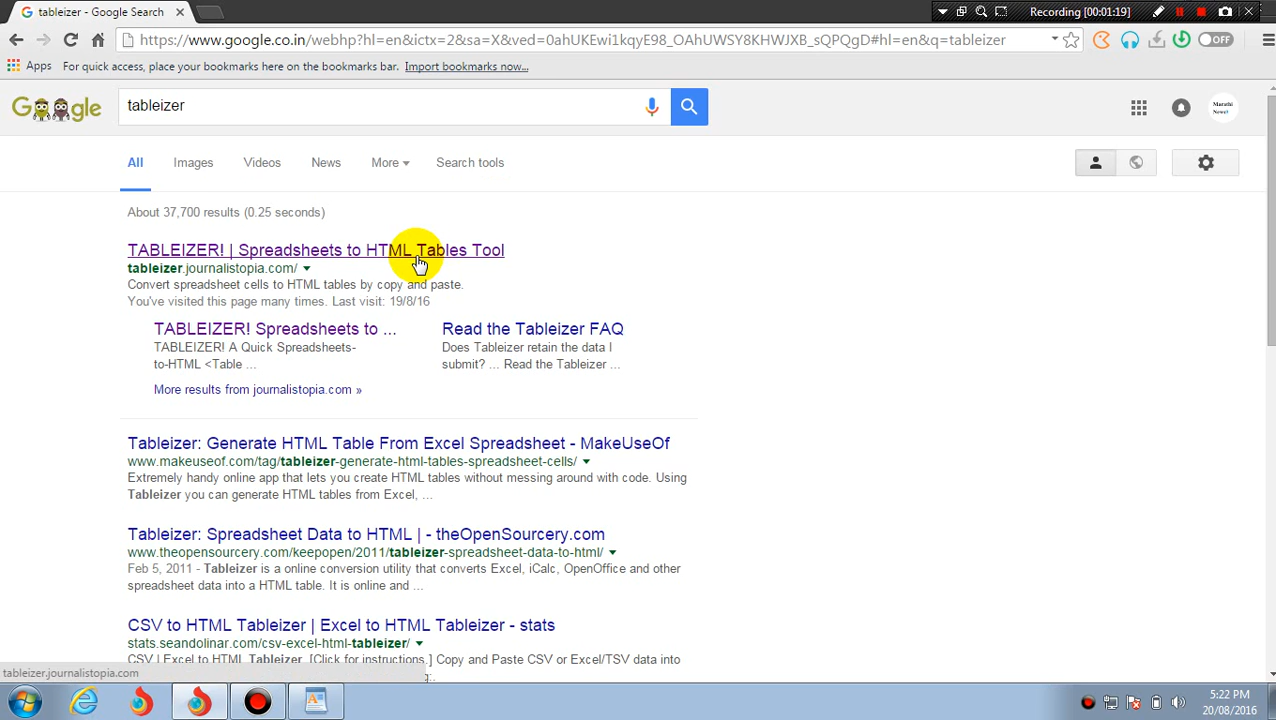 tableizer - Google Search
Recording [00:01:19]
https://www.google.co.in/webhp?hl=en&ictx=2&sa=X&ved=0ahUKEwi1kqyE98_OAhUWSY8KHWJXB_sQPQgD#hl=en&q=tableizer
OFF
Apps For quick access, place your bookmarks here on the bookmarks bar. Import bookmarks now...
Google
tableizer
Marathi
News!
All Images Videos News More Search tools
About 37,700 results (0.25 seconds)
TABLEIZER! | Spreadsheets to HTML Tables Tool
tableizer.journalistopia.com/
Convert spreadsheet cells to HTML tables by copy and paste.
You've visited this page many times. Last visit: 19/8/16
TABLEIZER! Spreadsheets to ...
TABLEIZER! A Quick Spreadsheets-
to-HTML <Table ...
Read the Tableizer FAQ
Does Tableizer retain the data I
submit? ... Read the Tableizer ...
More results from journalistopia.com »
Tableizer: Generate HTML Table From Excel Spreadsheet - MakeUseOf
www.makeuseof.com/tag/tableizer-generate-html-tables-spreadsheet-cells/
Extremely handy online app that lets you create HTML tables without messing around with code. Using
Tableizer you can generate HTML tables from Excel, ...
Tableizer: Spreadsheet Data to HTML | - theOpenSourcery.com
www.theopensourcery.com/keepopen/2011/tableizer-spreadsheet-data-to-html/
Feb 5, 2011 - Tableizer is a online conversion utility that converts Excel, iCalc, OpenOffice and other
spreadsheet data into a HTML table. It is online and ...
CSV to HTML Tableizer | Excel to HTML Tableizer - stats
stats.seandolinar.com/csv-excel-html-tableizer/
CSV | Excel to HTML Tableizer. [Click for instructions.] Copy and Paste CSV or Excel/TSV data into
tableizer.journalistopia.com
5:22 PM
20/08/2016